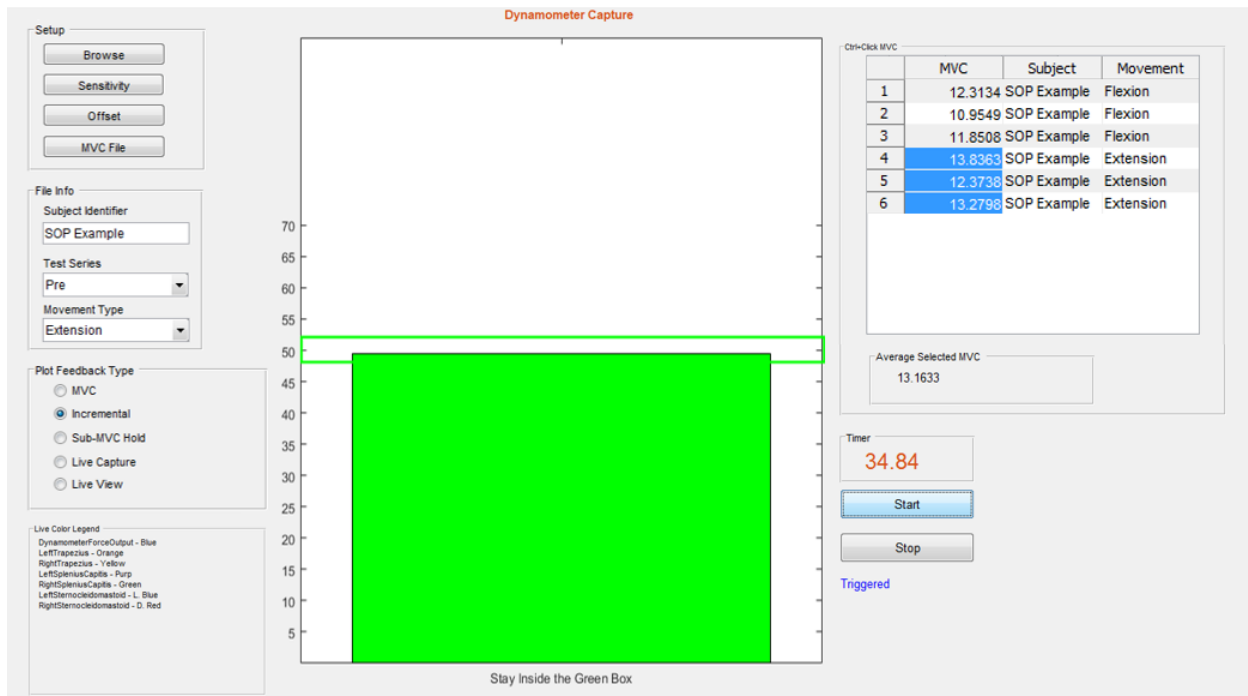 Dynamometer Capture
Setup
Browse
Sensitivity
Offset
MVC File
File Info
Subject Identifier
SOP Example
Test Series
Pre
Movement Type
Extension
Plot Feedback Type
MVC
Incremental
Sub-MVC Hold
Live Capture
Live View
Live Color Legend
DynamometerForceOutput - Blue
LeftTrapezius - Orange
RightTrapezius - Yellow
LeftSpleniusCapitis - Purp
RightSpleniusCapitis - Green
LeftSternocleidomastoid - L. Blue
RightSternocleidomastoid - D. Red
70
65
60
55
50
45
40
35
30
25
20
15
10
5
Stay Inside the Green Box
Ctrl+Click MVC
MVC Subject Movement
1 12.3134 SOP Example Flexion
2 10.9549 SOP Example Flexion
3 11.8508 SOP Example Flexion
4 13.8363 SOP Example Extension
5 12.3738 SOP Example Extension
6 13.2798 SOP Example Extension
Average Selected MVC
13.1633
Timer
34.84
Start
Stop
Triggered